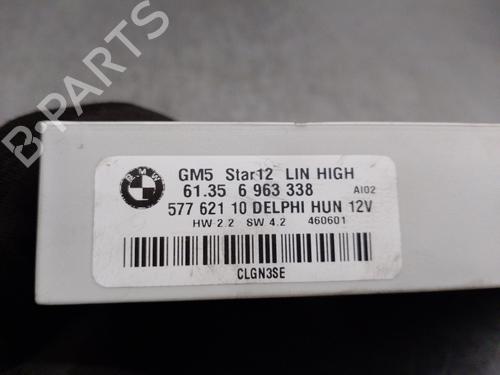 BMW
GM5 Star12 LIN HIGH
61.35 6 963 338 AI02
577 621 10 DELPHI HUN 12V
HW 2.2 SW 4.2 460601
CLGN3SE
B-PARTS